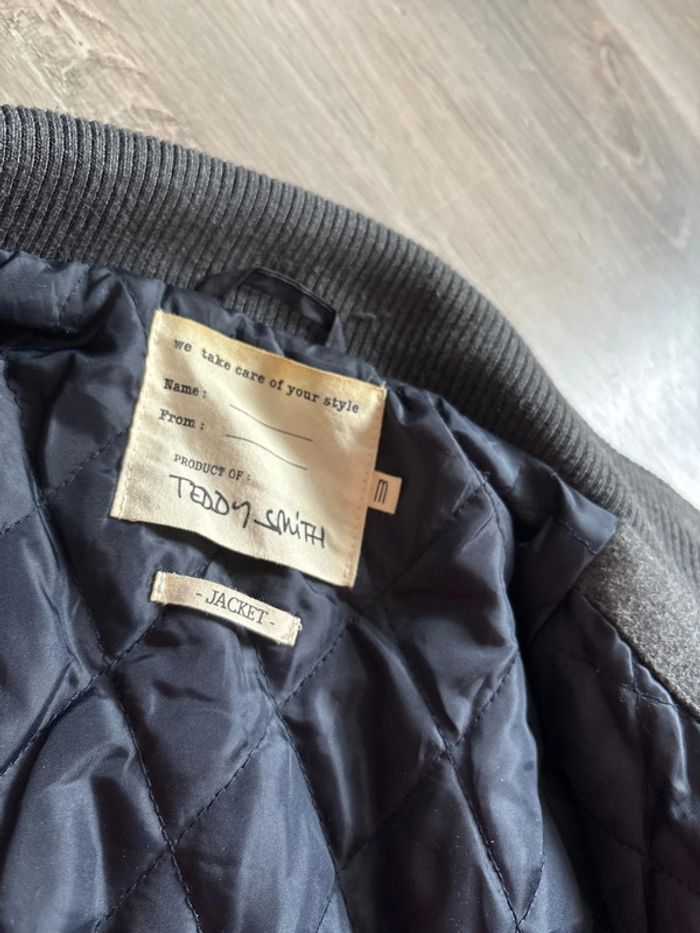 we take care of your style
Name :
From :
PRODUCT OF :
TEDDY SMITH
m
- JACKET -